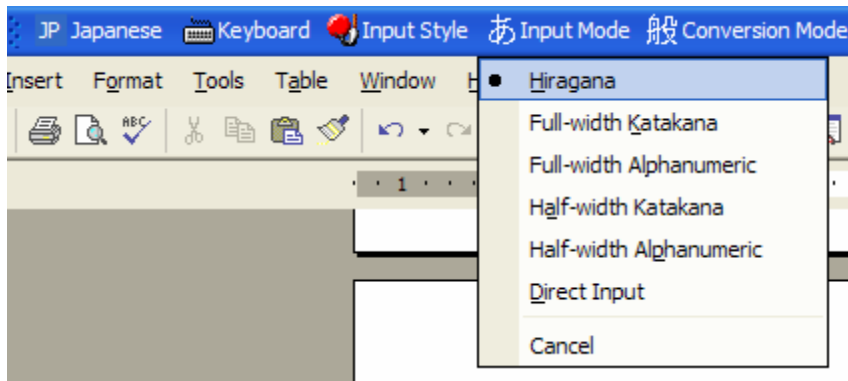 JP Japanese Keyboard Input Style あ Input Mode 般 Conversion Mode
Insert Format Tools Table Window
ABC
1
Hiragana
Full-width Katakana
Full-width Alphanumeric
Half-width Katakana
Half-width Alphanumeric
Direct Input
Cancel